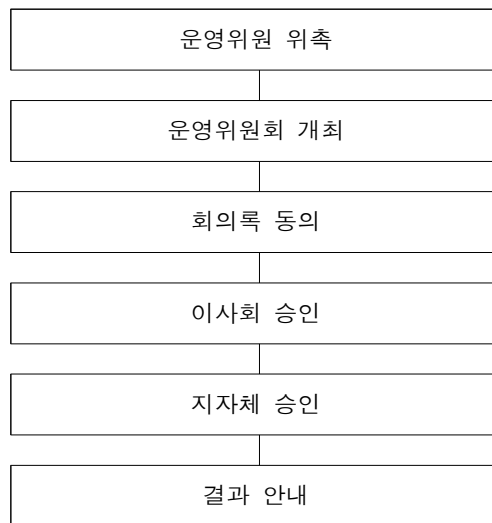 운영위원 위촉
운영위원회 개최
회의록 동의
이사회 승인
지자체 승인
결과 안내